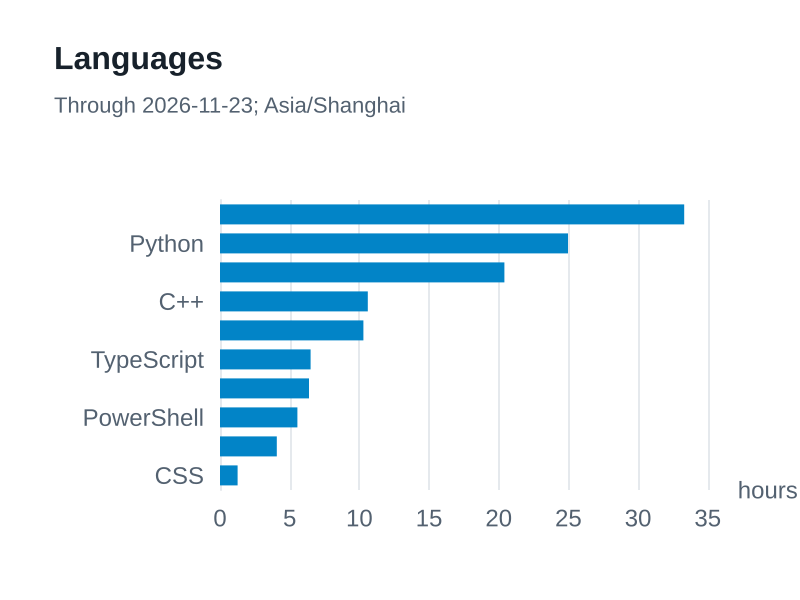 Languages
Through 2026-11-23; Asia/Shanghai
Python
C++
TypeScript
PowerShell
CSS
hours
0 5 10 15 20 25 30 35